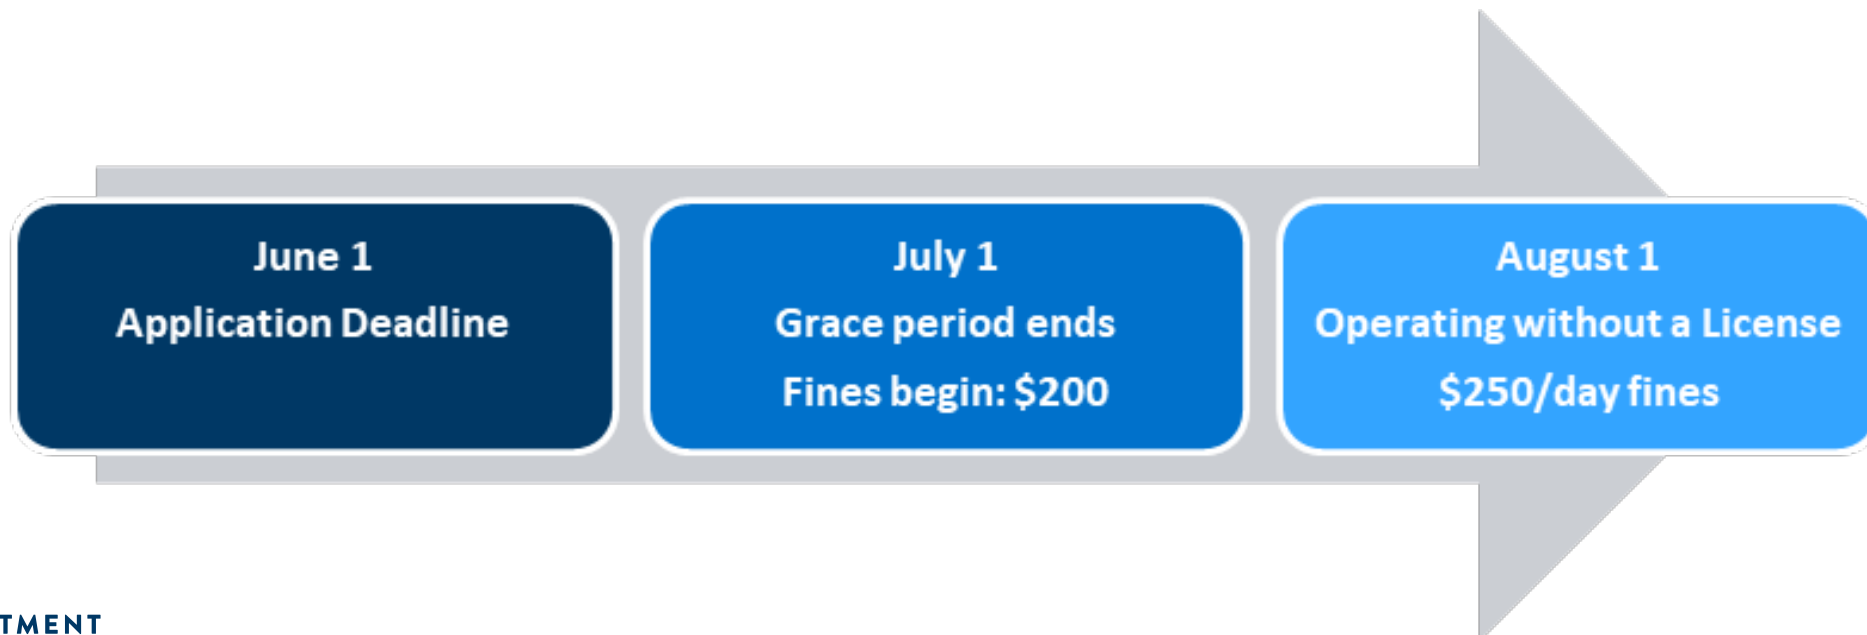 June 1
Application Deadline
July 1
Grace period ends
Fines begin: $200
August 1
Operating without a License
$250/day fines
TMENT